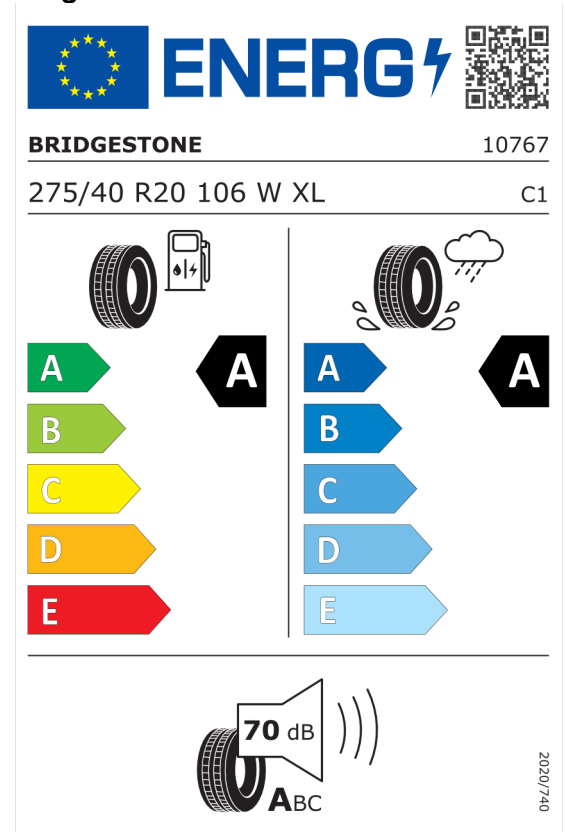 ENERG
BRIDGESTONE 10767
275/40 R20 106 W XL C1
A A A A
B B
C C
D D
E E
70 dB
ABC
2020/740